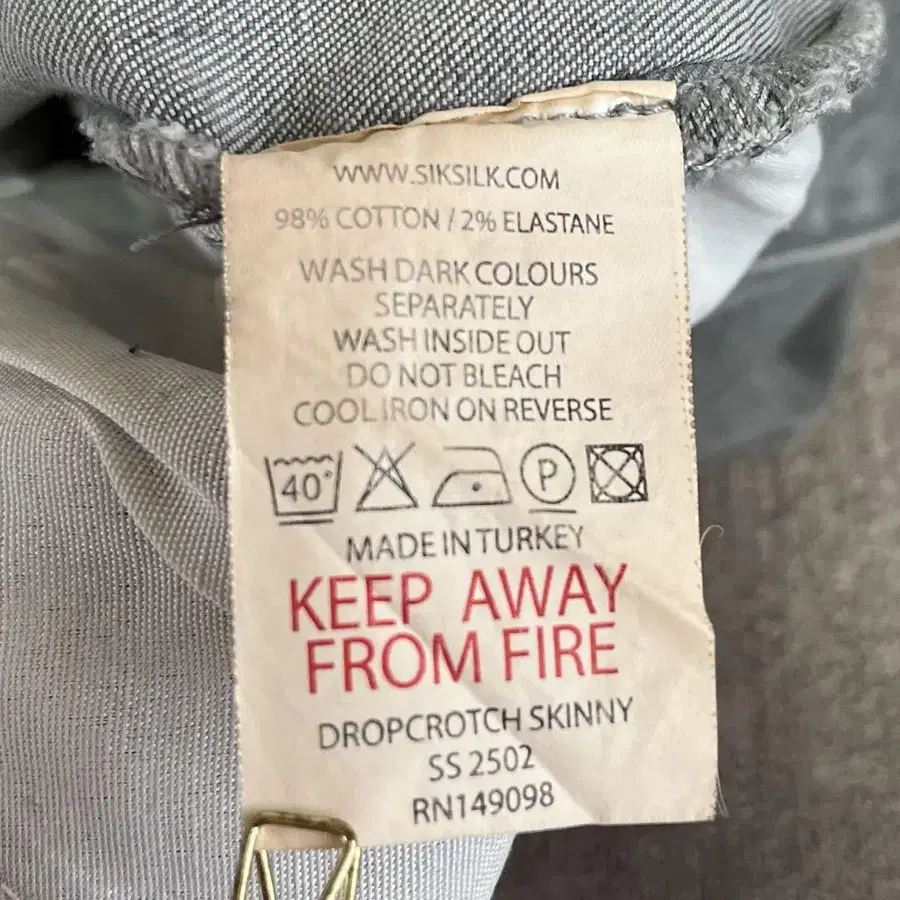 WWW.SIKSILK.COM
98% COTTON / 2% ELASTANE
WASH DARK COLOURS
SEPARATELY
WASH INSIDE OUT
DO NOT BLEACH
COOL IRON ON REVERSE
40° P
MADE IN TURKEY
KEEP AWAY
FROM FIRE
DROPCROTCH SKINNY
SS 2502
RN149098